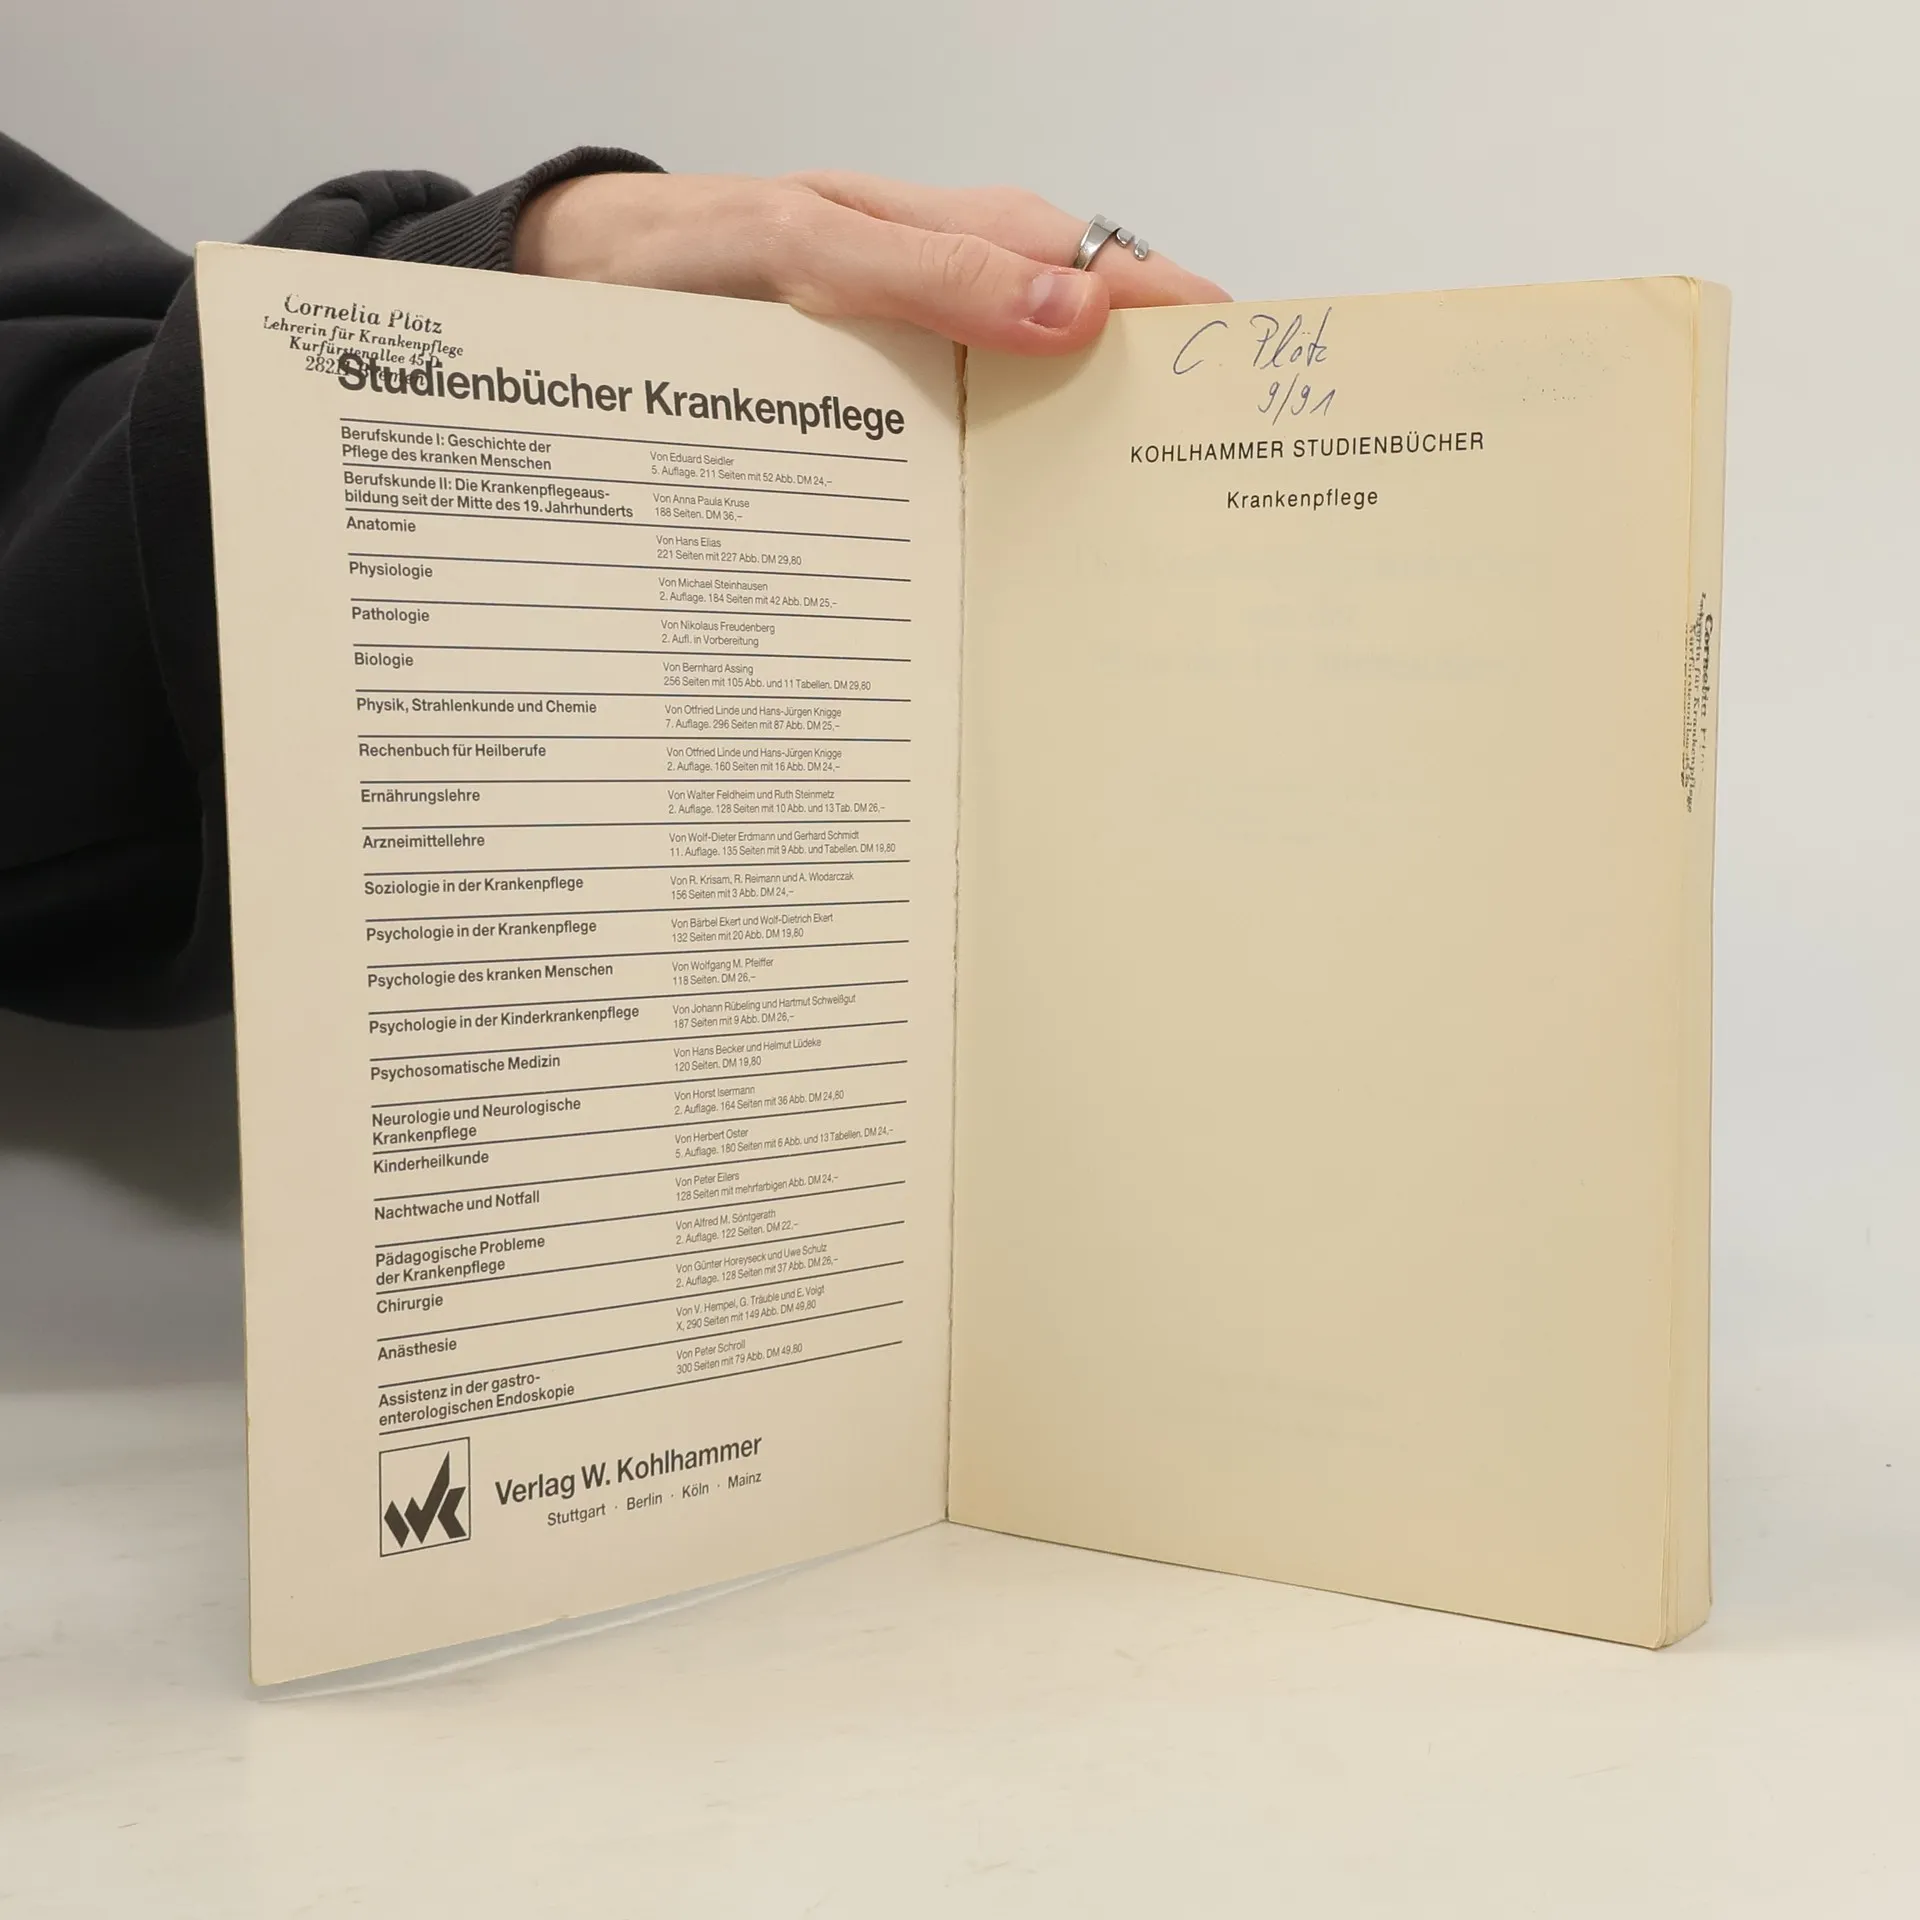 Cornelia Plötz
Lehrerin für Krankenpflege
Kurfürstenallee 45
Bremen
Studienbücher Krankenpflege
Berufskunde I: Geschichte der
Pflege des kranken Menschen
Von Eduard Seidler
5. Auflage. 211 Seiten mit 52 Abb. DM 24,–
Berufskunde II: Die Krankenpflegeaus-
bildung seit der Mitte des 19. Jahrhunderts
Von Anna Paula Kruse
188 Seiten. DM 36,–
Anatomie
Von Hans Elias
221 Seiten mit 227 Abb. DM 29,80
Physiologie
Von Michael Steinhausen
2. Auflage. 184 Seiten mit 42 Abb. DM 25,–
Pathologie
Von Nikolaus Freudenberg
2. Aufl. in Vorbereitung
Biologie
Von Bernhard Assing
256 Seiten mit 105 Abb. und 11 Tabellen. DM 29,80
Physik, Strahlenkunde und Chemie
Von Otfried Linde und Hans-Jürgen Knigge
7. Auflage. 296 Seiten mit 87 Abb. DM 25,–
Rechenbuch für Heilberufe
Von Otfried Linde und Hans-Jürgen Knigge
2. Auflage. 160 Seiten mit 16 Abb. DM 24,–
Ernährungslehre
Von Walter Feldheim und Ruth Steinmetz
2. Auflage. 128 Seiten mit 10 Abb. und 13 Tab. DM 26,–
Arzneimittellehre
Von Wolf-Dieter Erdmann und Gerhard Schmidt
11. Auflage. 135 Seiten mit 9 Abb. und Tabellen. DM 19,80
Soziologie in der Krankenpflege
Von R. Krisam, R. Reimann und A. Wlodarczak
156 Seiten mit 3 Abb. DM 24,–
Psychologie in der Krankenpflege
Von Bärbel Ekert und Wolf-Dietrich Ekert
132 Seiten mit 20 Abb. DM 19,80
Psychologie des kranken Menschen
Von Wolfgang M. Pfeiffer
118 Seiten. DM 26,–
Psychologie in der Kinderkrankenpflege
Von Johann Rübeling und Hartmut Schweißgut
187 Seiten mit 9 Abb. DM 26,–
Psychosomatische Medizin
Von Hans Becker und Helmut Lüdeke
120 Seiten. DM 19,80
Neurologie und Neurologische
Krankenpflege
Von Horst Isermann
2. Auflage. 164 Seiten mit 36 Abb. DM 24,80
Kinderheilkunde
Von Herbert Oster
5. Auflage. 180 Seiten mit 6 Abb. und 13 Tabellen. DM 24,–
Nachtwache und Notfall
Von Peter Eilers
128 Seiten mit mehrfarbigen Abb. DM 24,–
Pädagogische Probleme
der Krankenpflege
Von Alfred M. Söntgerath
2. Auflage. 122 Seiten. DM 22,–
Chirurgie
Von Günter Horeyseck und Uwe Schulz
2. Auflage. 128 Seiten mit 37 Abb. DM 26,–
Anästhesie
Von V. Hempel, G. Träuble und E. Voigt
X, 290 Seiten mit 149 Abb. DM 49,80
Assistenz in der gastro-
enterologischen Endoskopie
Von Peter Schroll
300 Seiten mit 79 Abb. DM 49,80
Verlag W. Kohlhammer
Stuttgart · Berlin · Köln · Mainz
C. Plötz
9/91
KOHLHAMMER STUDIENBÜCHER
Krankenpflege